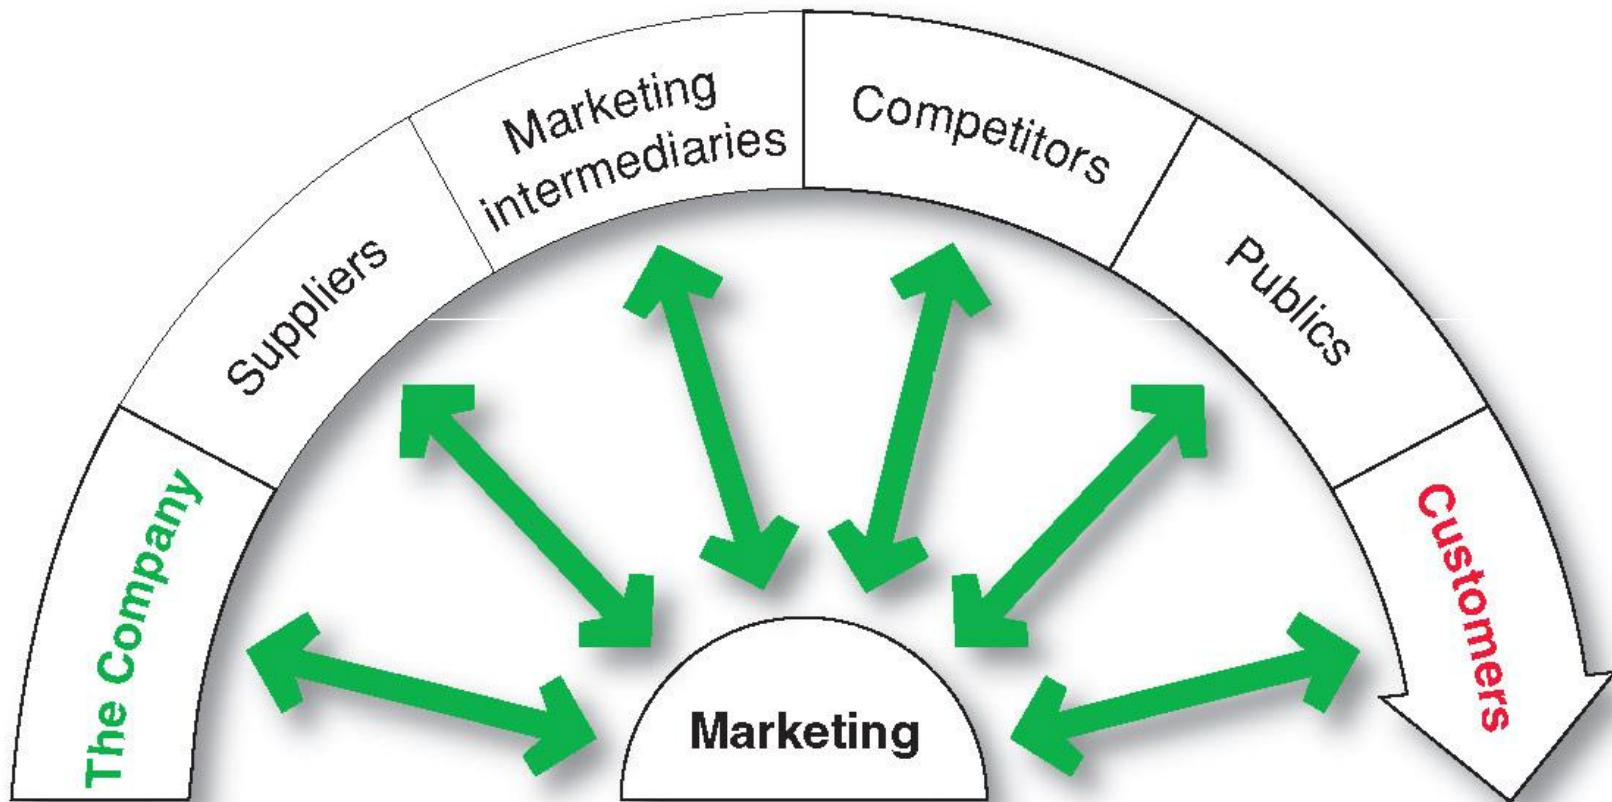 The Company
Suppliers
Marketing
intermediaries
Competitors
Publics
Customers
Marketing